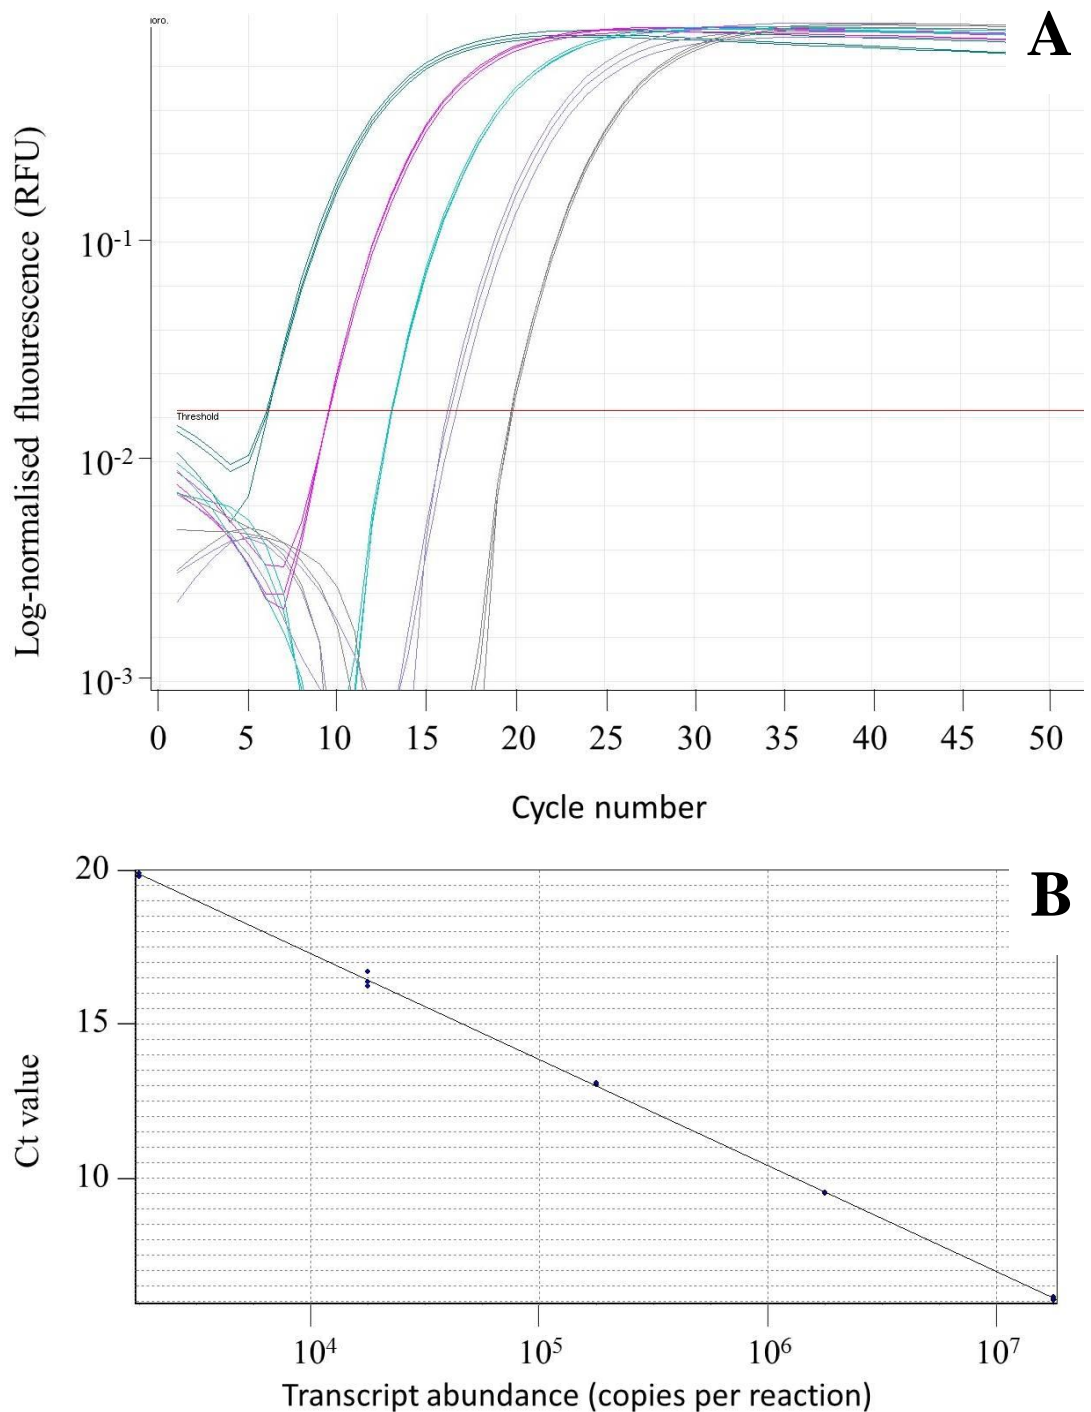 A
Log-normalised fluourescence (RFU)
10-1
Threshold
10-2
10-3
0 5 10 15 20 25 30 35 40 45 50
Cycle number
B
20
15
10
Ct value
10⁴ 10⁵ 10⁶ 10⁷
Transcript abundance (copies per reaction)